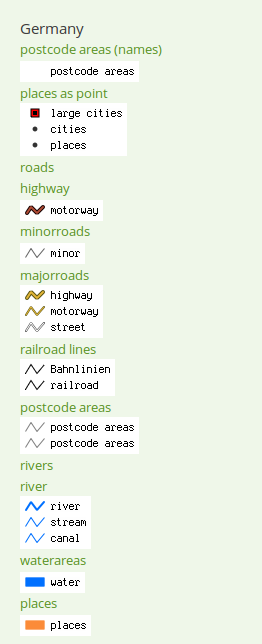 Germany
postcode areas (names)
postcode areas
places as point
large cities
cities
places
roads
highway
motorway
minorroads
minor
majorroads
highway
motorway
street
railroad lines
Bahnlinien
railroad
postcode areas
postcode areas
postcode areas
rivers
river
river
stream
canal
waterareas
water
places
places